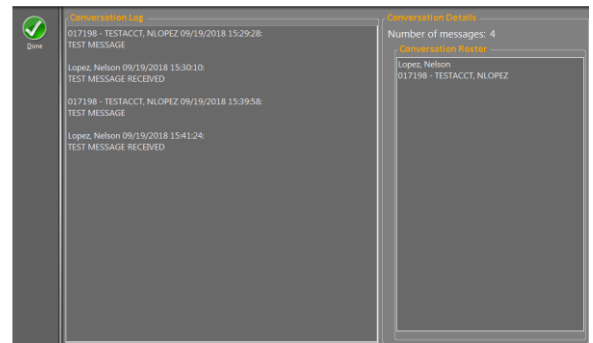 Done
Conversation Log
017198 - TESTACCT, NLOPEZ 09/19/2018 15:29:28:
TEST MESSAGE
Lopez, Nelson 09/19/2018 15:30:10:
TEST MESSAGE RECEIVED
017198 - TESTACCT, NLOPEZ 09/19/2018 15:39:58:
TEST MESSAGE
Lopez, Nelson 09/19/2018 15:41:24:
TEST MESSAGE RECEIVED
Conversation Details
Number of messages: 4
Conversation Roster
Lopez, Nelson
017198 - TESTACCT, NLOPEZ